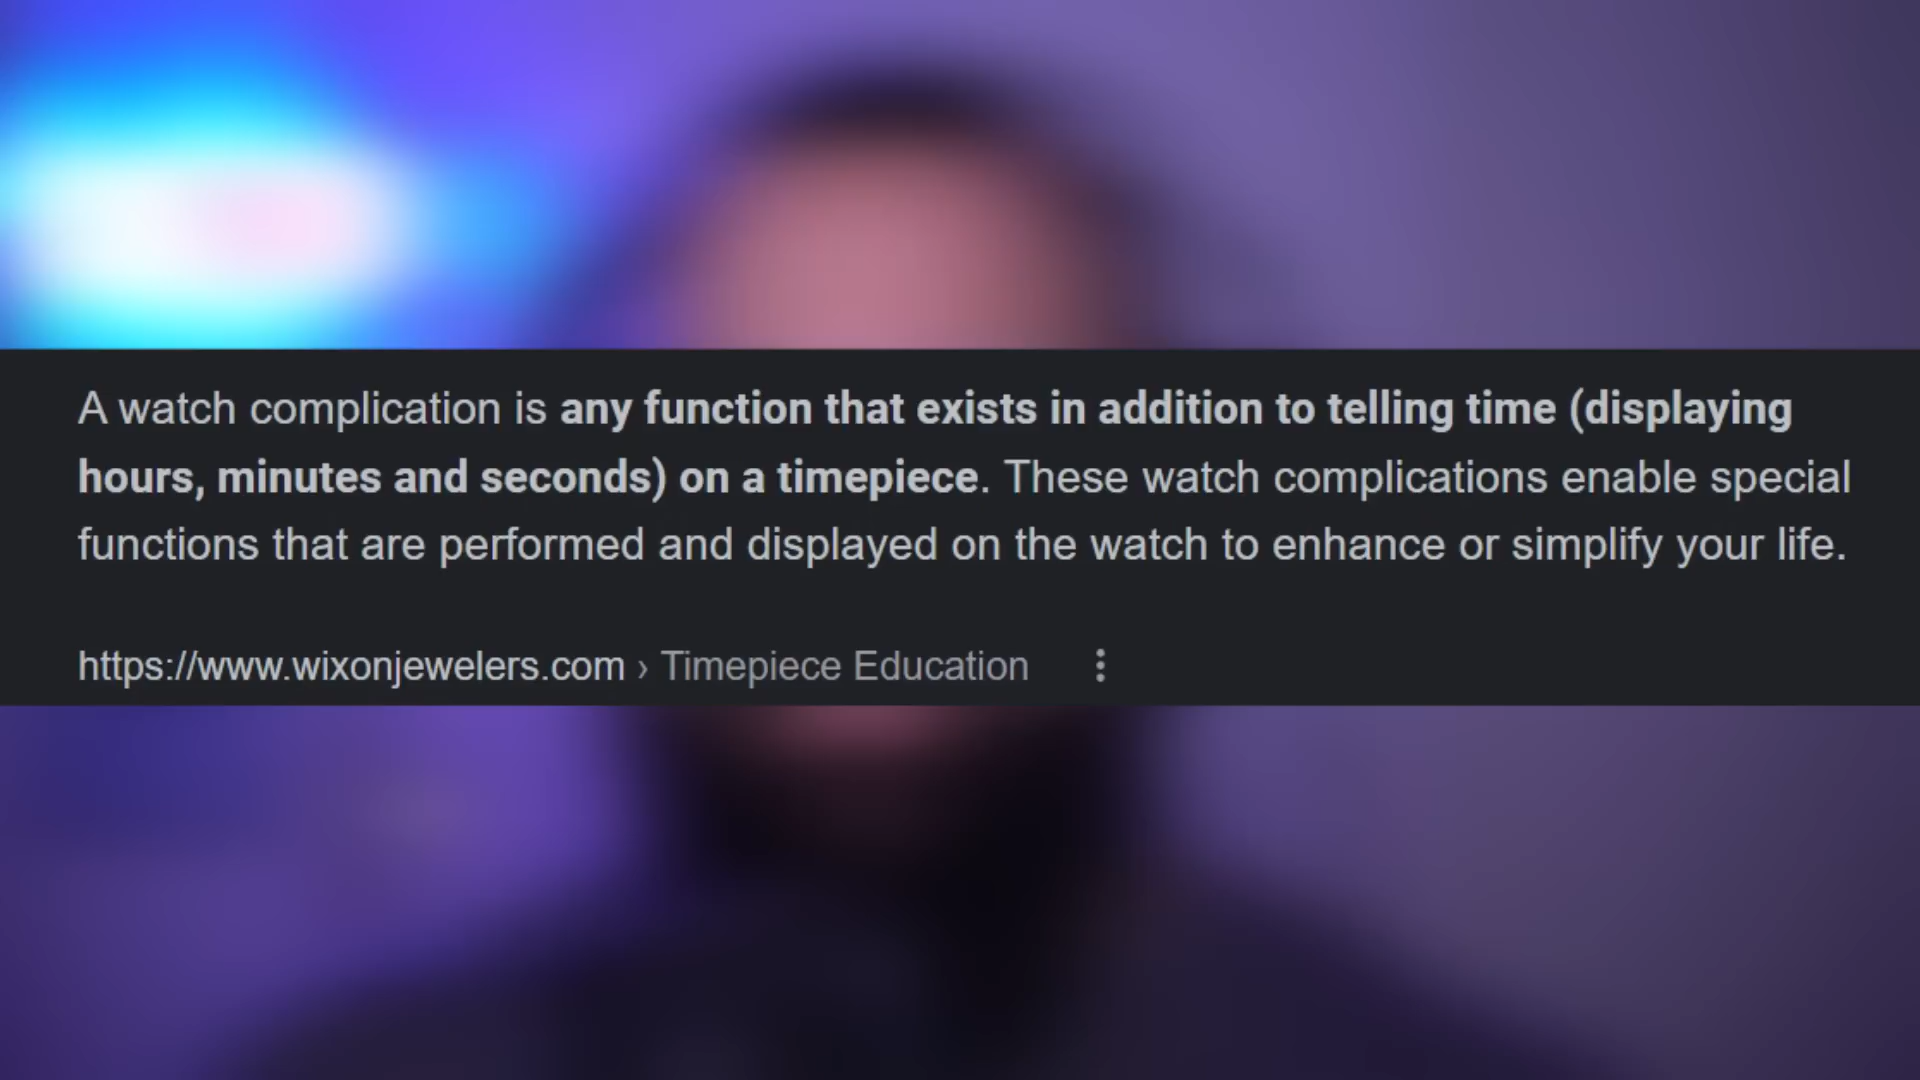 A watch complication is any function that exists in addition to telling time (displaying
hours, minutes and seconds) on a timepiece. These watch complications enable special
functions that are performed and displayed on the watch to enhance or simplify your life.
https://www.wixonjewelers.com › Timepiece Education